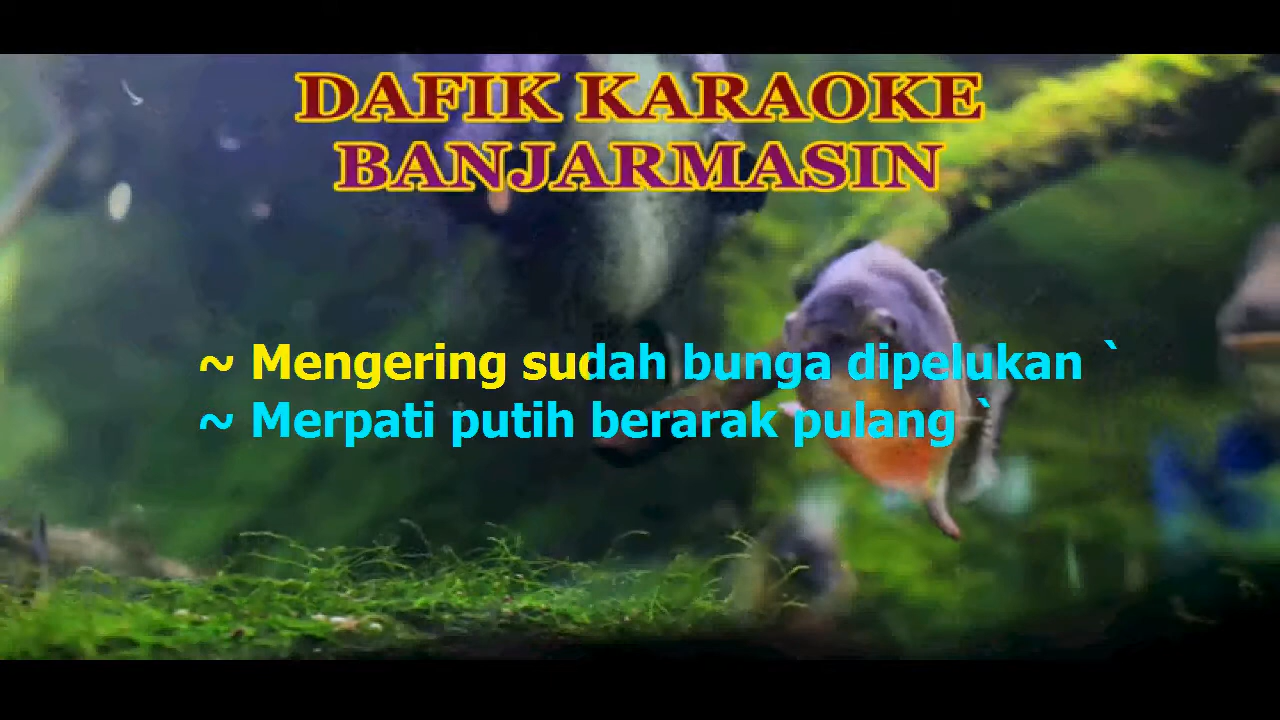 DAFIK KARAOKE
BANJARMASIN
~ Mengering sudah bunga dipelukan `
~ Merpati putih berarak pulang `